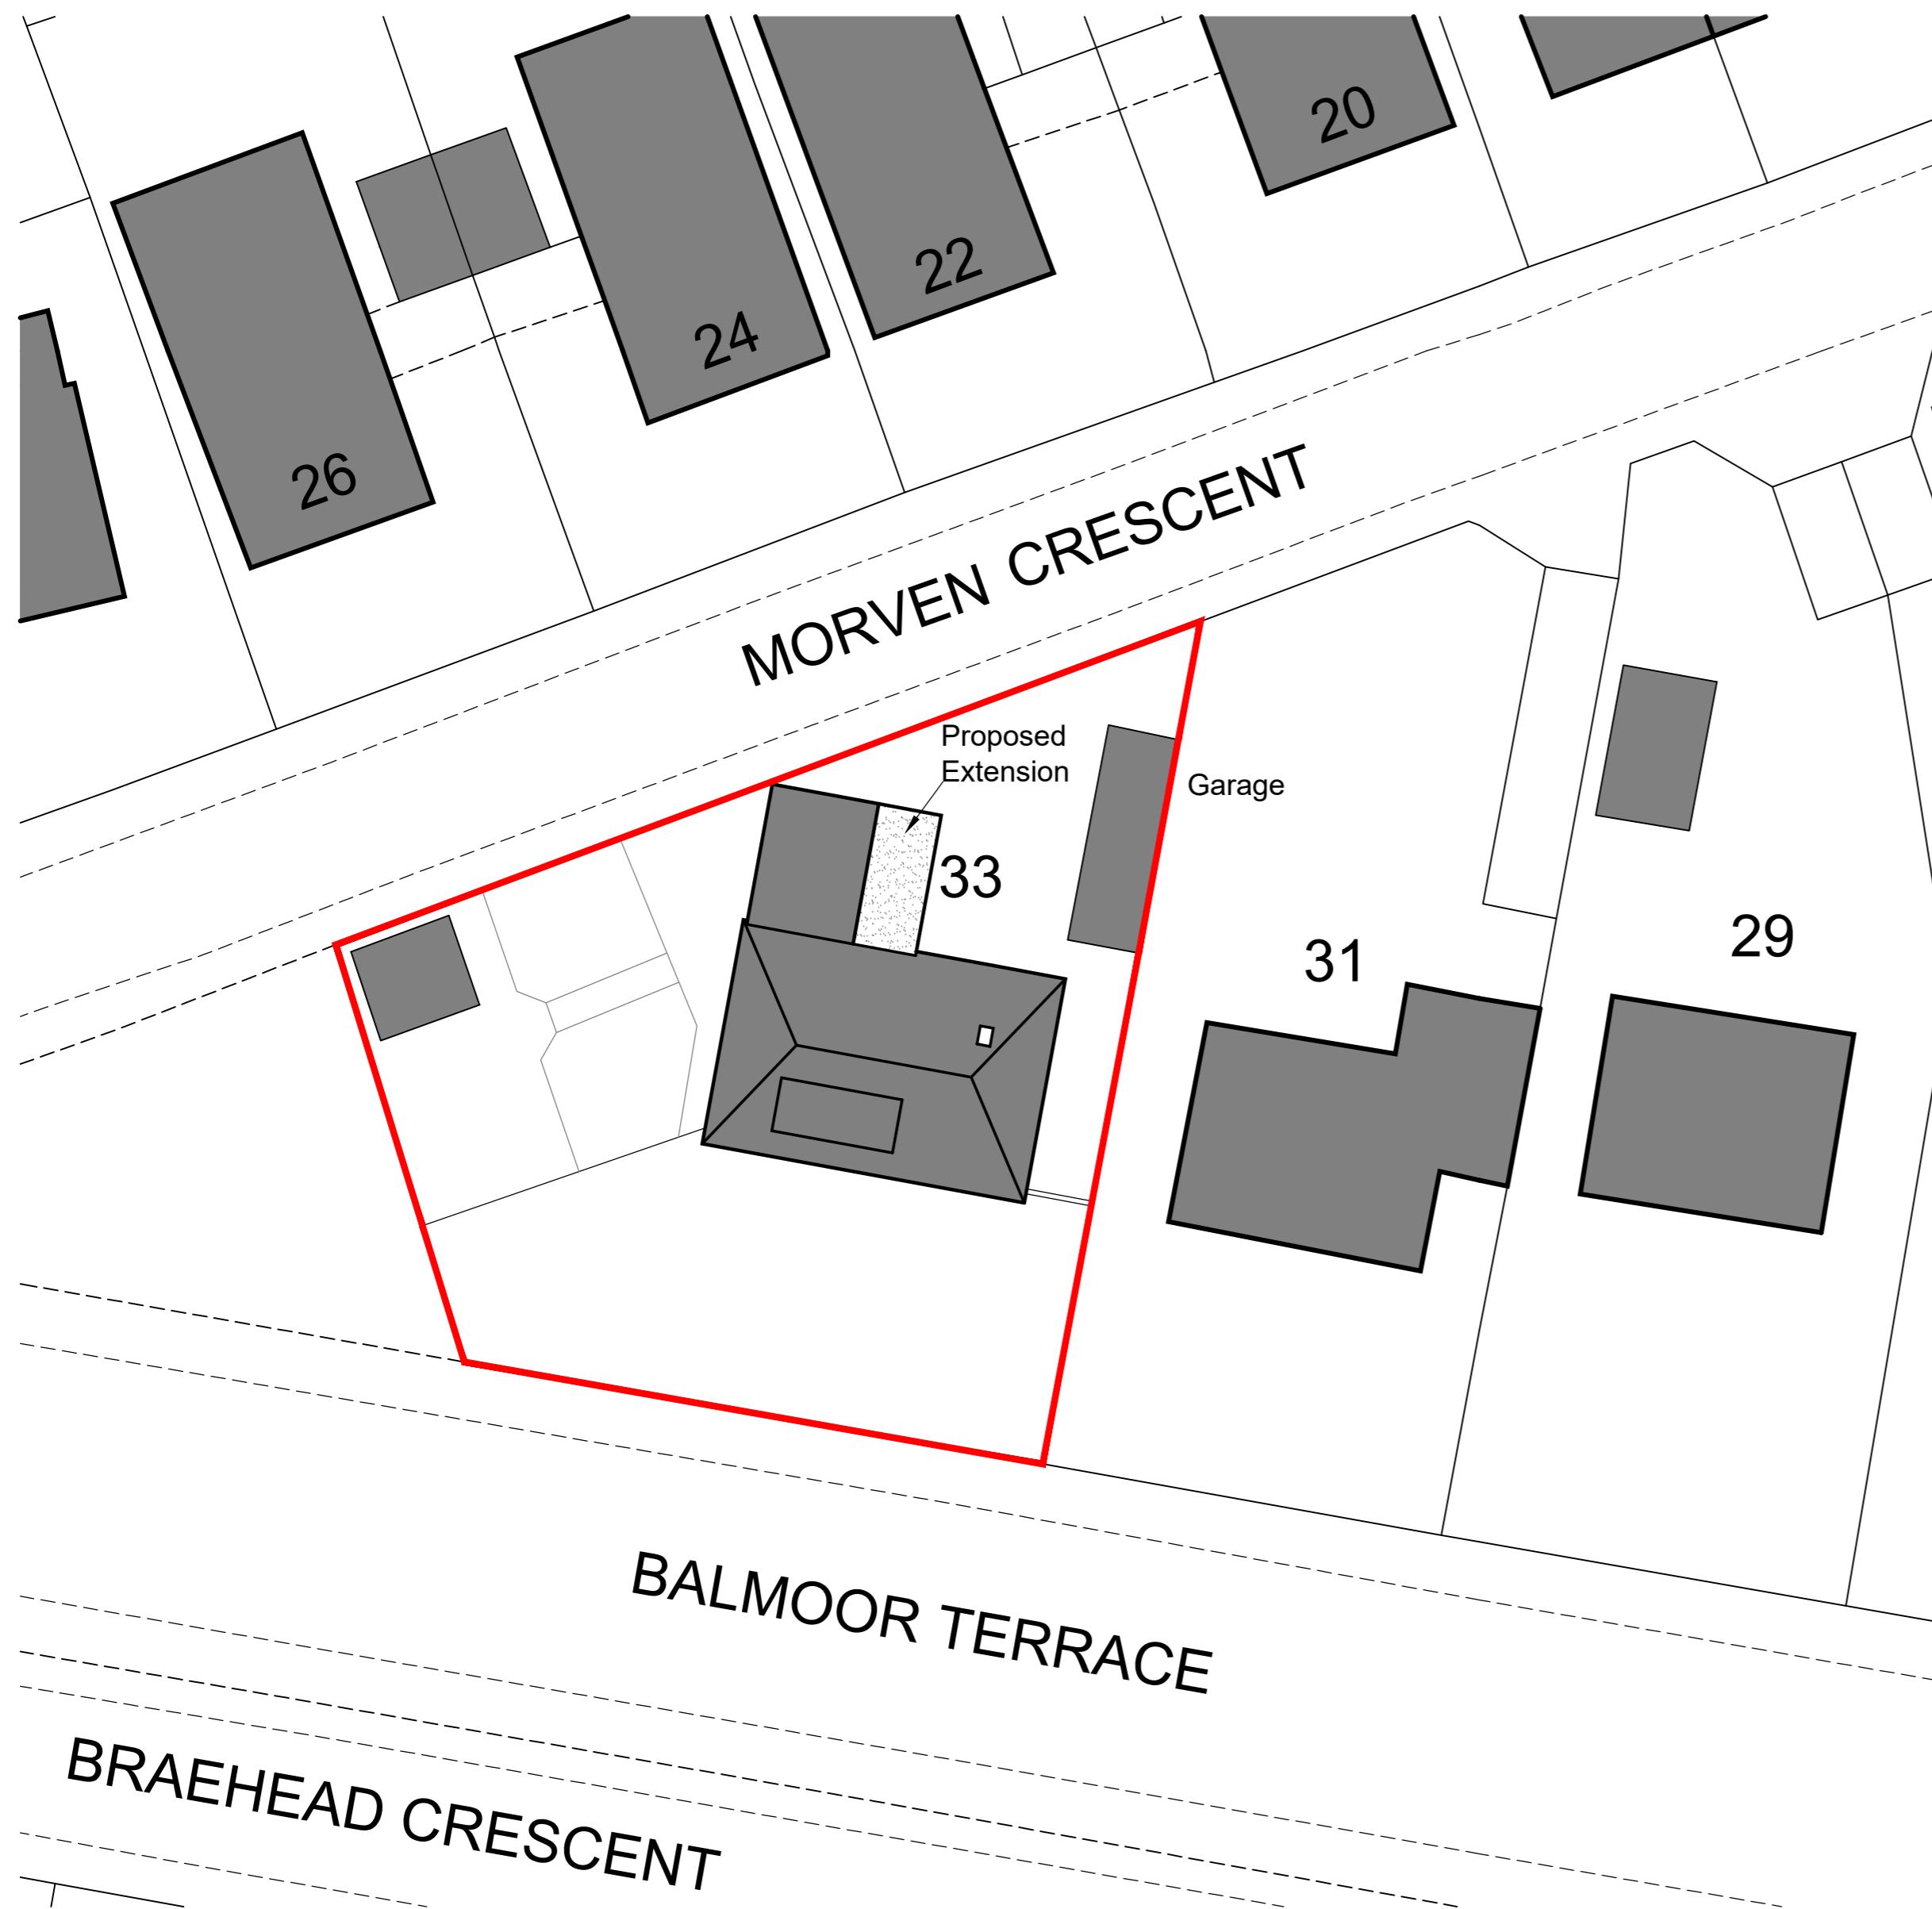 20
22
24
26
MORVEN CRESCENT
Proposed
Extension
Garage
33
31
29
BALMOOR TERRACE
BRAEHEAD CRESCENT